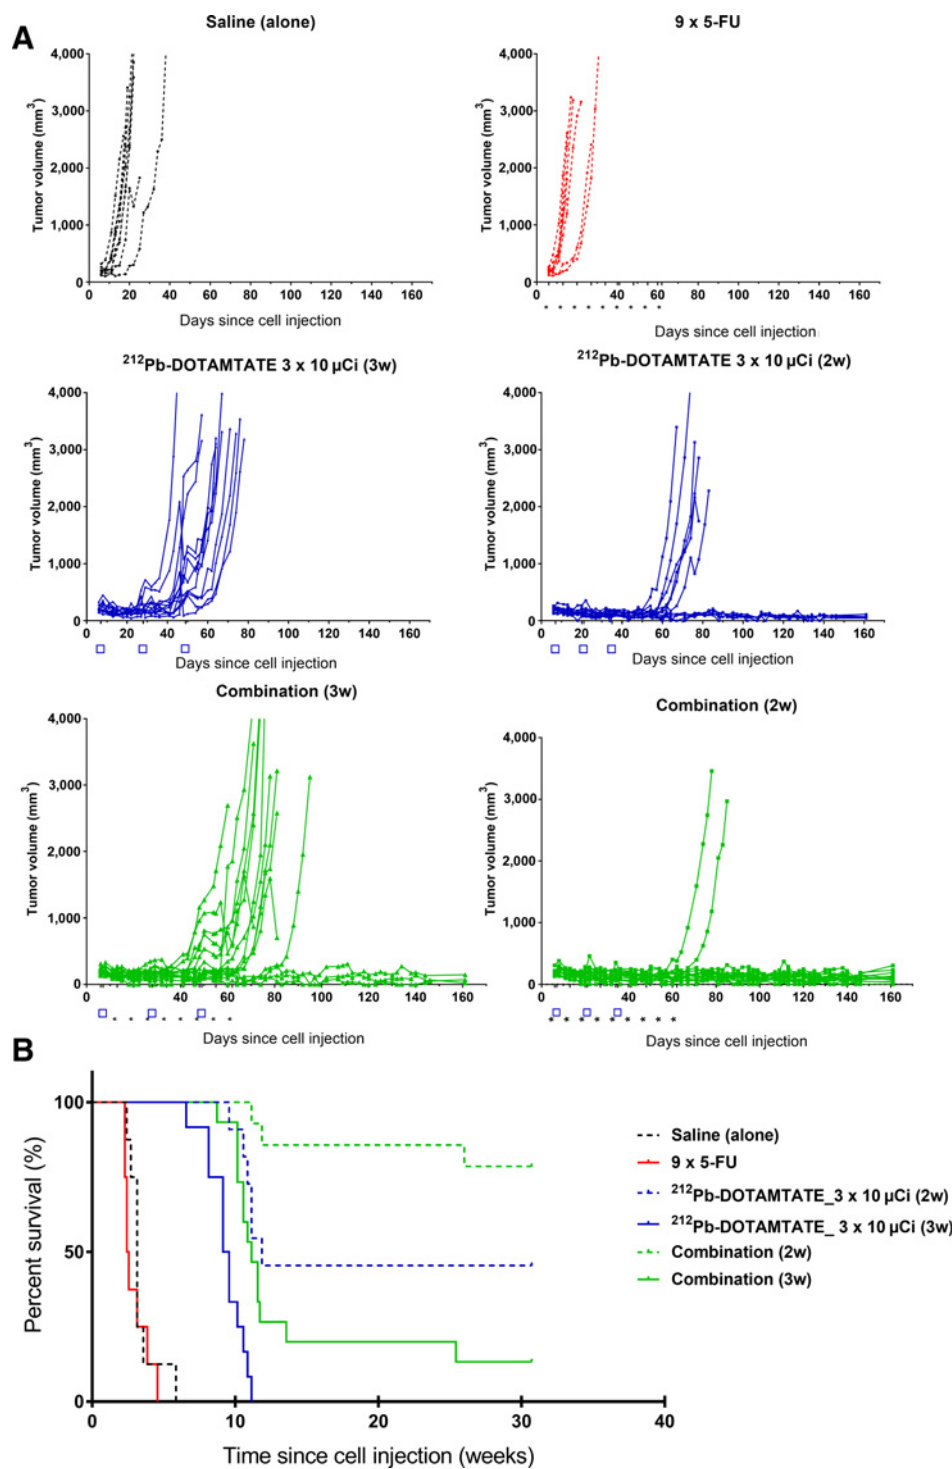 A
Saline (alone)
9 x 5-FU
4,000
3,000
2,000
1,000
0
Tumor volume (mm3)
0 20 40 60 80 100 120 140 160
Days since cell injection
4,000
3,000
2,000
1,000
0
Tumor volume (mm3)
0 20 40 60 80 100 120 140 160
* * * * * * * * *
Days since cell injection
212Pb-DOTAMTATE 3 x 10 µCi (3w)
212Pb-DOTAMTATE 3 x 10 µCi (2w)
4,000
3,000
2,000
1,000
0
Tumor volume (mm3)
0 20 40 60 80 100 120 140 160
Days since cell injection
4,000
3,000
2,000
1,000
0
Tumor volume (mm3)
0 20 40 60 80 100 120 140 160
Days since cell injection
Combination (3w)
Combination (2w)
4,000
3,000
2,000
1,000
0
Tumor volume (mm3)
0 20 40 60 80 100 120 140 160
* * * * * * * *
Days since cell injection
4,000
3,000
2,000
1,000
0
Tumor volume (mm3)
0 20 40 60 80 100 120 140 160
* * * * * * * * *
Days since cell injection
B
100
50
0
Percent survival (%)
0 10 20 30 40
Time since cell injection (weeks)
Saline (alone)
9 x 5-FU
212Pb-DOTAMTATE_3 x 10 µCi (2w)
212Pb-DOTAMTATE_ 3 x 10 µCi (3w)
Combination (2w)
Combination (3w)